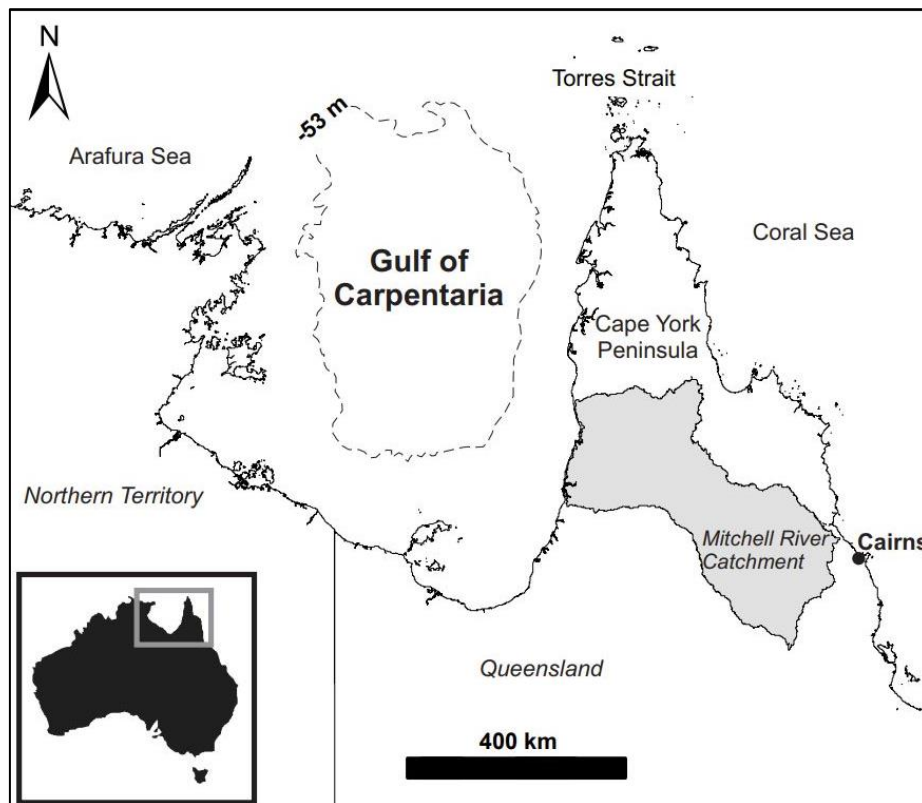 N
Torres Strait
-53 m
Arafura Sea
Coral Sea
Gulf of
Carpentaria
Cape York
Peninsula
Northern Territory
Mitchell River
Catchment
Cairns
Queensland
400 km